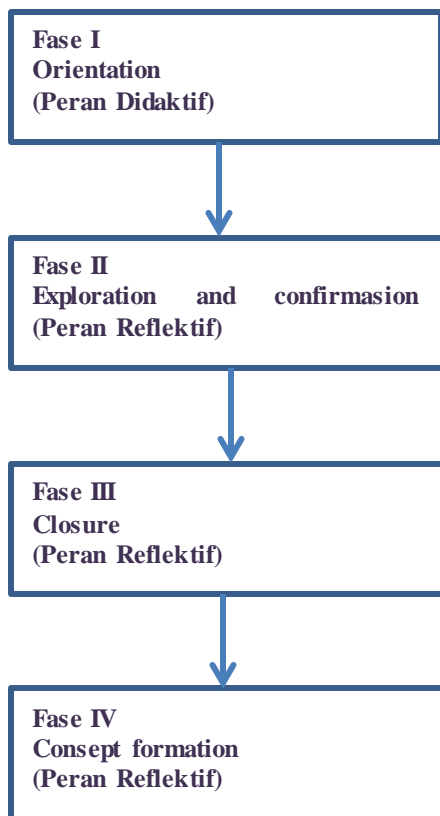 Fase I
Orientation
(Peran Didaktif)
Fase II
Exploration and confirmasion
(Peran Reflektif)
Fase III
Closure
(Peran Reflektif)
Fase IV
Consept formation
(Peran Reflektif)